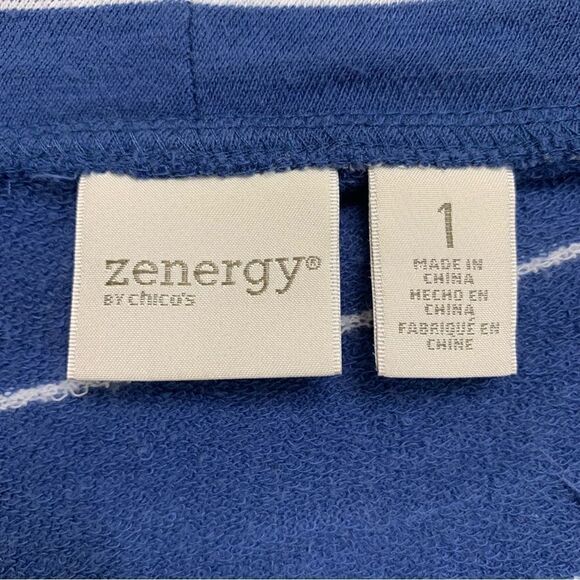 zenergy®
BY chico's
1
MADE IN
CHINA
HECHO EN
CHINA
FABRIQUÉ EN
CHINE